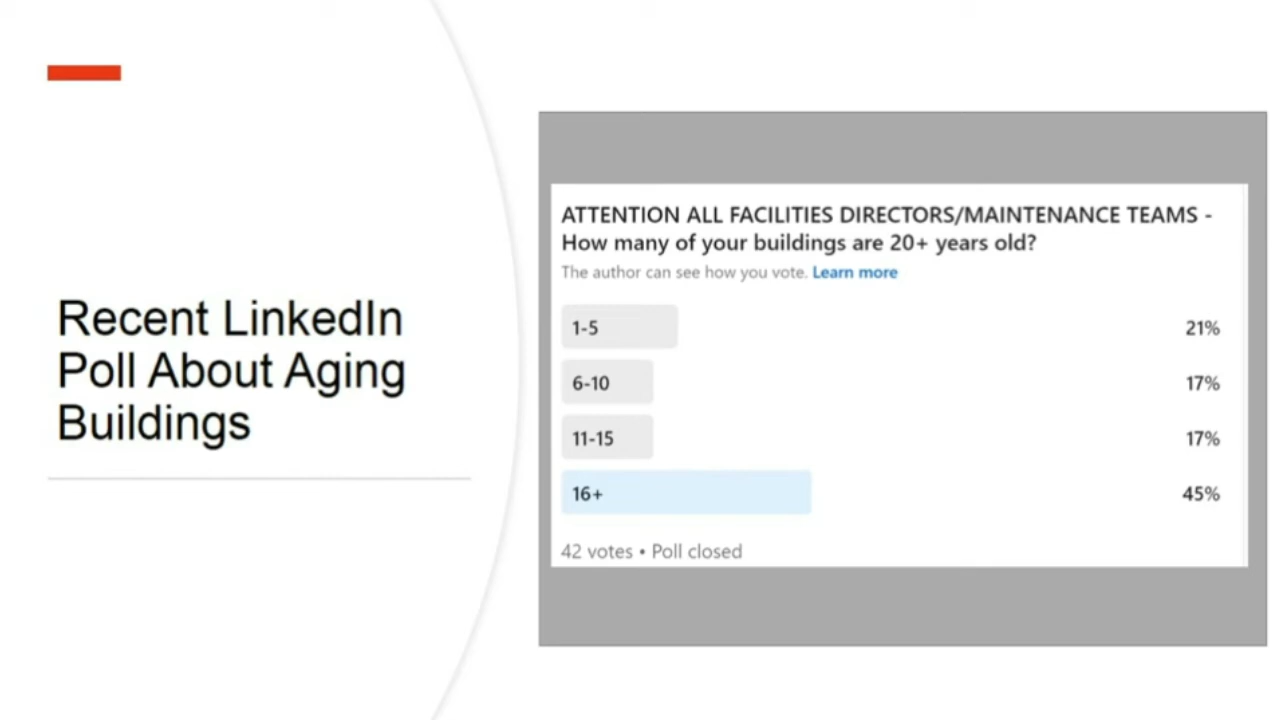 Recent LinkedIn
Poll About Aging
Buildings
ATTENTION ALL FACILITIES DIRECTORS/MAINTENANCE TEAMS -
How many of your buildings are 20+ years old?
The author can see how you vote. Learn more
1-5 21%
6-10 17%
11-15 17%
16+ 45%
42 votes • Poll closed